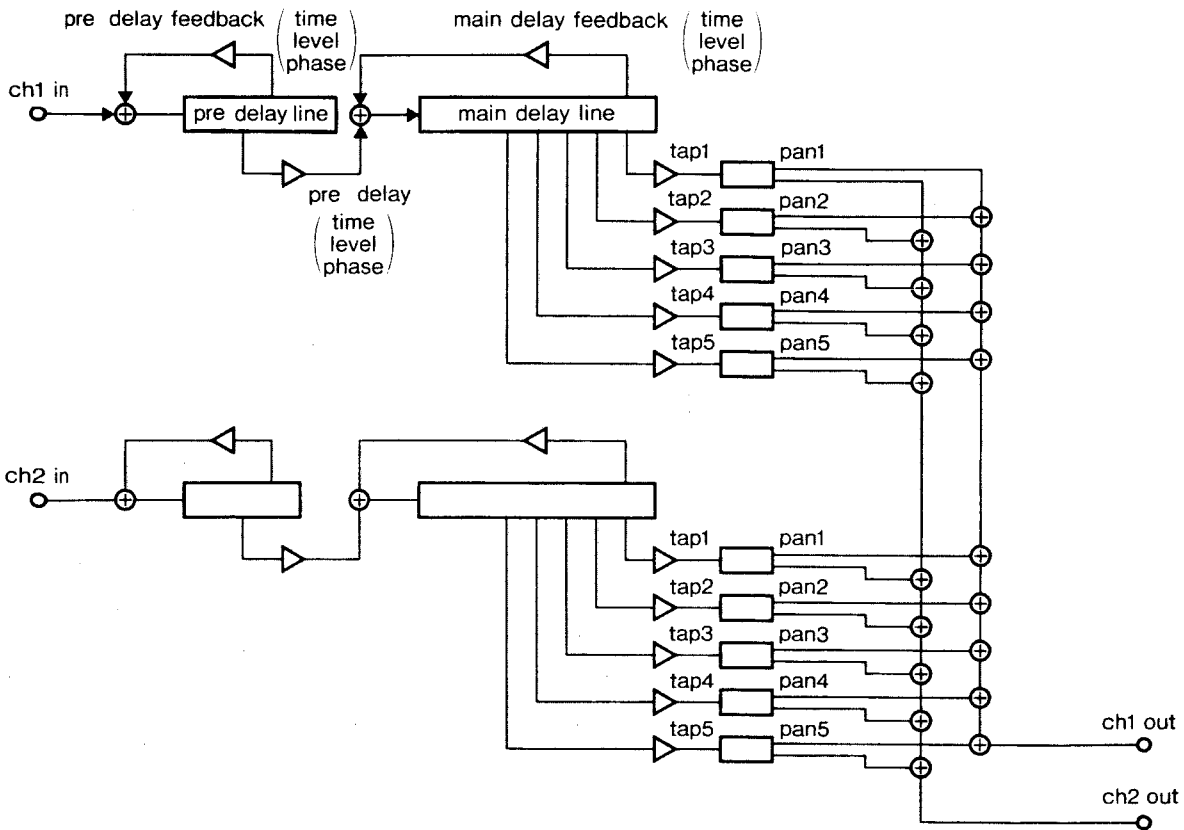 pre delay feedback (time level phase)
main delay feedback (time level phase)
ch1 in
pre delay line
main delay line
pre delay
(time level phase)
tap1 pan1
tap2 pan2
tap3 pan3
tap4 pan4
tap5 pan5
ch2 in
tap1 pan1
tap2 pan2
tap3 pan3
tap4 pan4
tap5 pan5
ch1 out
ch2 out